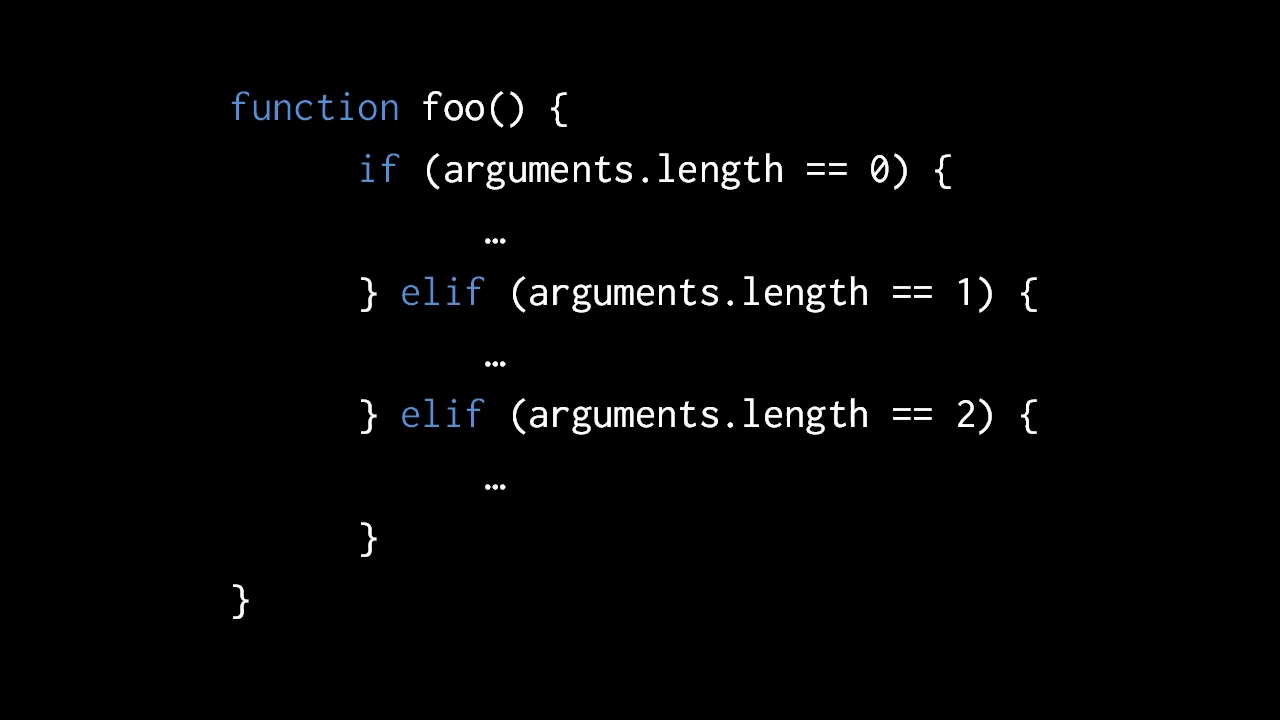 function foo() {
if (arguments.length == 0) {
…
} elif (arguments.length == 1) {
…
} elif (arguments.length == 2) {
…
}
}